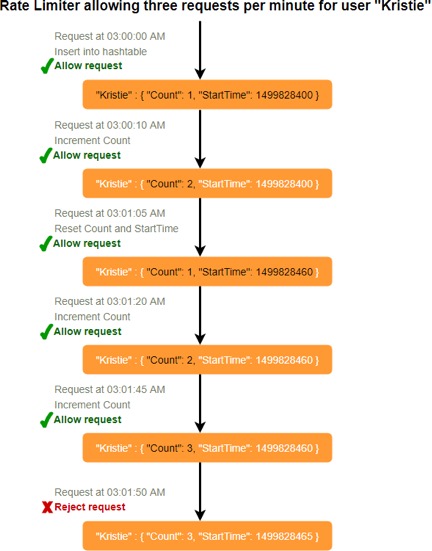 Rate Limiter allowing three requests per minute for user "Kristie"
Request at 03:00:00 AM
Insert into hashtable
Allow request
"Kristie" : { "Count": 1, "StartTime": 1499828400 }
Request at 03:00:10 AM
Increment Count
Allow request
"Kristie" : { "Count": 2, "StartTime": 1499828400 }
Request at 03:01:05 AM
Reset Count and StartTime
Allow request
"Kristie" : { "Count": 1, "StartTime": 1499828460 }
Request at 03:01:20 AM
Increment Count
Allow request
"Kristie" : { "Count": 2, "StartTime": 1499828460 }
Request at 03:01:45 AM
Increment Count
Allow request
"Kristie" : { "Count": 3, "StartTime": 1499828460 }
Request at 03:01:50 AM
Reject request
"Kristie" : { "Count": 3, "StartTime": 1499828465 }